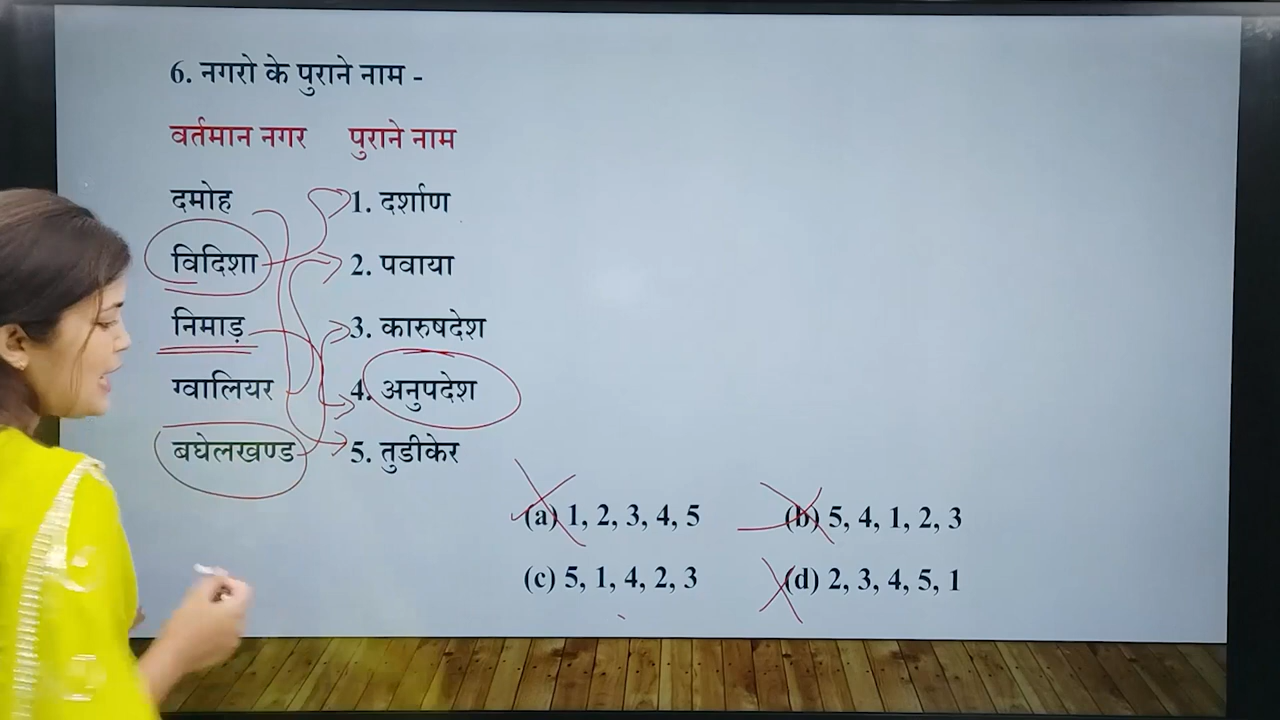 6. नगरो के पुराने नाम -
वर्तमान नगर पुराने नाम
दमोह 1. दर्शाण
विदिशा 2. पवाया
निमाड़ 3. कारुषदेश
ग्वालियर 4. अनुपदेश
बघेलखण्ड 5. तुडीकेर
(a) 1, 2, 3, 4, 5 (b) 5, 4, 1, 2, 3
(c) 5, 1, 4, 2, 3 (d) 2, 3, 4, 5, 1